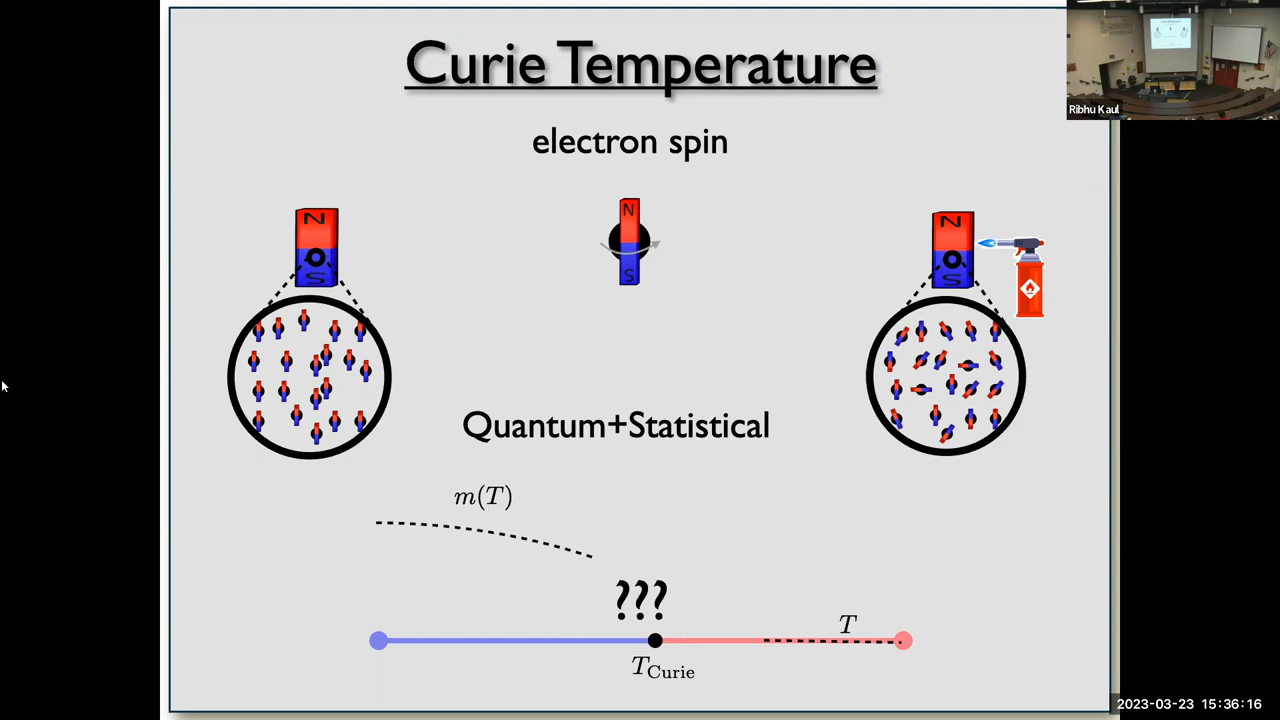 Curie Temperature
Ribhu Kaul
electron spin
N
S
N
S
N
S
Quantum+Statistical
m(T)
???
T
T_Curie
2023-03-23 15:36:16